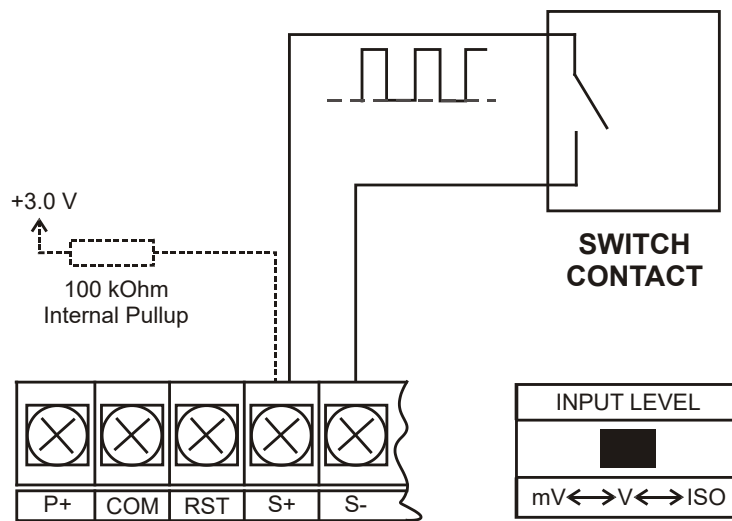 +3.0 V
100 kOhm
Internal Pullup
SWITCH
CONTACT
P+ COM RST S+ S-
INPUT LEVEL
mV V ISO